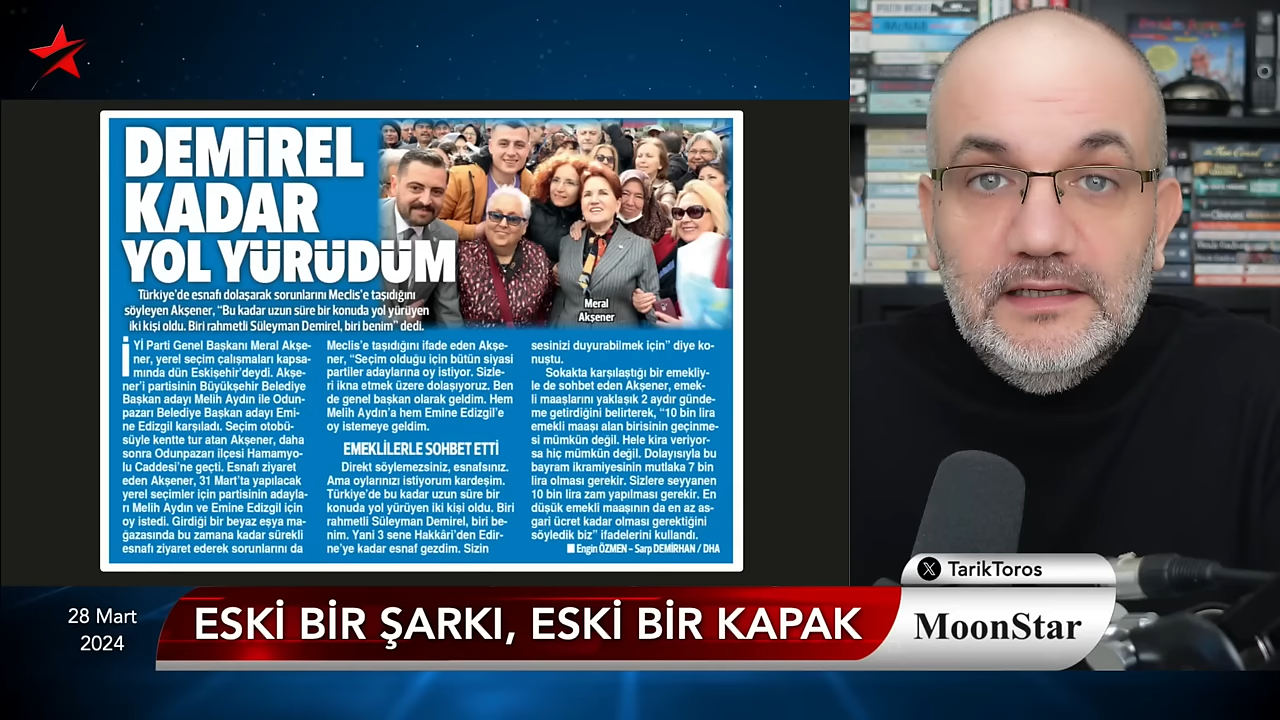 DEMİREL
KADAR
YOL YÜRÜDÜM
Türkiye'de esnafı dolaşarak sorunlarını Meclis'e taşıdığını
söyleyen Akşener, "Bu kadar uzun süre bir konuda yol yürüyen
iki kişi oldu. Biri rahmetli Süleyman Demirel, biri benim" dedi.
Meral
Akşener
İYİ Parti Genel Başkanı Meral Akşe-
ner, yerel seçim çalışmaları kapsa-
mında dün Eskişehir'deydi. Akşe-
ner'i partisinin Büyükşehir Belediye
Başkan adayı Melih Aydın ile Odun-
pazarı Belediye Başkan adayı Emi-
ne Edizgil karşıladı. Seçim otobü-
süyle kentte tur atan Akşener, daha
sonra Odunpazarı ilçesi Hamamyo-
lu Caddesi'ne geçti. Esnafı ziyaret
eden Akşener, 31 Mart'ta yapılacak
yerel seçimler için partisinin adayla-
rı Melih Aydın ve Emine Edizgil için
oy istedi. Girdiği bir beyaz eşya ma-
ğazasında bu zamana kadar sürekli
esnafı ziyaret ederek sorunlarını da
Meclis'e taşıdığını ifade eden Akşe-
ner, "Seçim olduğu için bütün siyasi
partiler adaylarına oy istiyor. Sizle-
ri ikna etmek üzere dolaşıyoruz. Ben
de genel başkan olarak geldim. Hem
Melih Aydın'a hem Emine Edizgil'e
oy istemeye geldim.
EMEKLİLERLE SOHBET ETTİ
Direkt söylemezsiniz, esnafsınız.
Ama oylarınızı istiyorum kardeşim.
Türkiye'de bu kadar uzun süre bir
konuda yol yürüyen iki kişi oldu. Biri
rahmetli Süleyman Demirel, biri be-
nim. Yani 3 sene Hakkâri'den Edir-
ne'ye kadar esnaf gezdim. Sizin
sesinizi duyurabilmek için" diye ko-
nuştu.
Sokakta karşılaştığı bir emekliy-
le de sohbet eden Akşener, emek-
li maaşlarını yaklaşık 2 aydır günde-
me getirdiğini belirterek, "10 bin lira
emekli maaşı alan birisinin geçinme-
si mümkün değil. Hele kira veriyor-
sa hiç mümkün değil. Dolayısıyla bu
bayram ikramiyesinin mutlaka 7 bin
lira olması gerekir. Sizlere seyyanen
10 bin lira zam yapılması gerekir. En
düşük emekli maaşının da en az as-
gari ücret kadar olması gerektiğini
söyledik biz" ifadelerini kullandı.
Engin ÖZMEN – Sarp DEMİRHAN / DHA
TarikToros
28 Mart
2024
ESKİ BİR ŞARKI, ESKİ BİR KAPAK
MoonStar